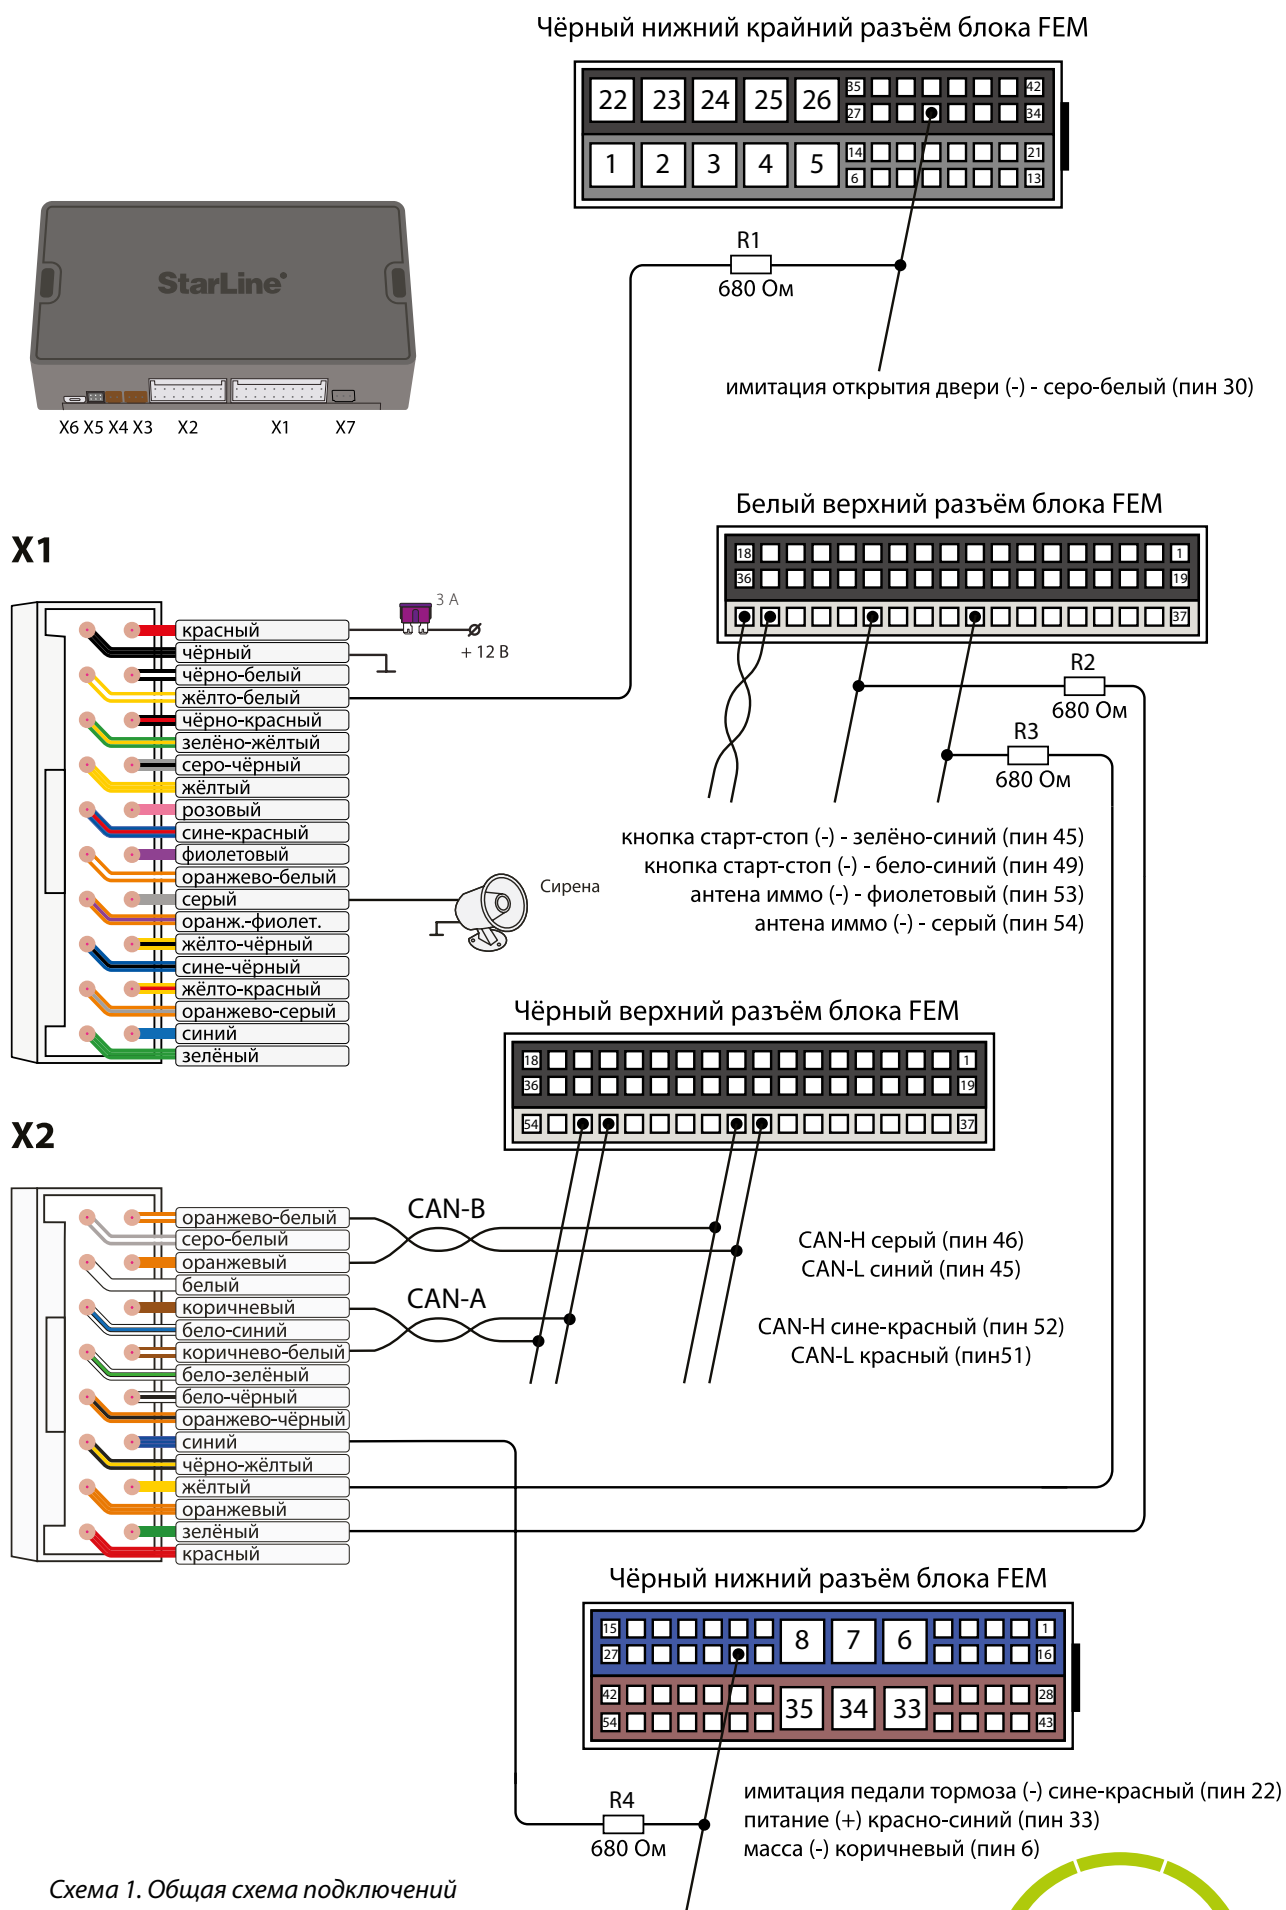 Чёрный нижний крайний разъём блока FEM
22 23 24 25 26 35 42
27 34
1 2 3 4 5 14 21
6 13
R1
680 Ом
имитация открытия двери (-) - серо-белый (пин 30)
StarLine
X6 X5 X4 X3 X2 X1 X7
Белый верхний разъём блока FEM
18 1
36 19
37
R2
680 Ом
R3
680 Ом
кнопка старт-стоп (-) - зелёно-синий (пин 45)
кнопка старт-стоп (-) - бело-синий (пин 49)
антена иммо (-) - фиолетовый (пин 53)
антена иммо (-) - серый (пин 54)
X1
красный
чёрный
чёрно-белый
жёлто-белый
чёрно-красный
зелёно-жёлтый
серо-чёрный
жёлтый
розовый
сине-красный
фиолетовый
оранжево-белый
серый
оранж.-фиолет.
жёлто-чёрный
сине-чёрный
жёлто-красный
оранжево-серый
синий
зелёный
3 А
+ 12 В
Сирена
Чёрный верхний разъём блока FEM
18 1
36 19
54 37
X2
оранжево-белый
серо-белый
оранжевый
белый
коричневый
бело-синий
коричнево-белый
бело-зелёный
бело-чёрный
оранжево-чёрный
синий
чёрно-жёлтый
жёлтый
оранжевый
зелёный
красный
CAN-B
CAN-A
CAN-H серый (пин 46)
CAN-L синий (пин 45)
CAN-H сине-красный (пин 52)
CAN-L красный (пин51)
Чёрный нижний разъём блока FEM
15 8 7 6 1
27 16
42 35 34 33 28
54 43
R4
680 Ом
имитация педали тормоза (-) сине-красный (пин 22)
питание (+) красно-синий (пин 33)
масса (-) коричневый (пин 6)
Схема 1. Общая схема подключений